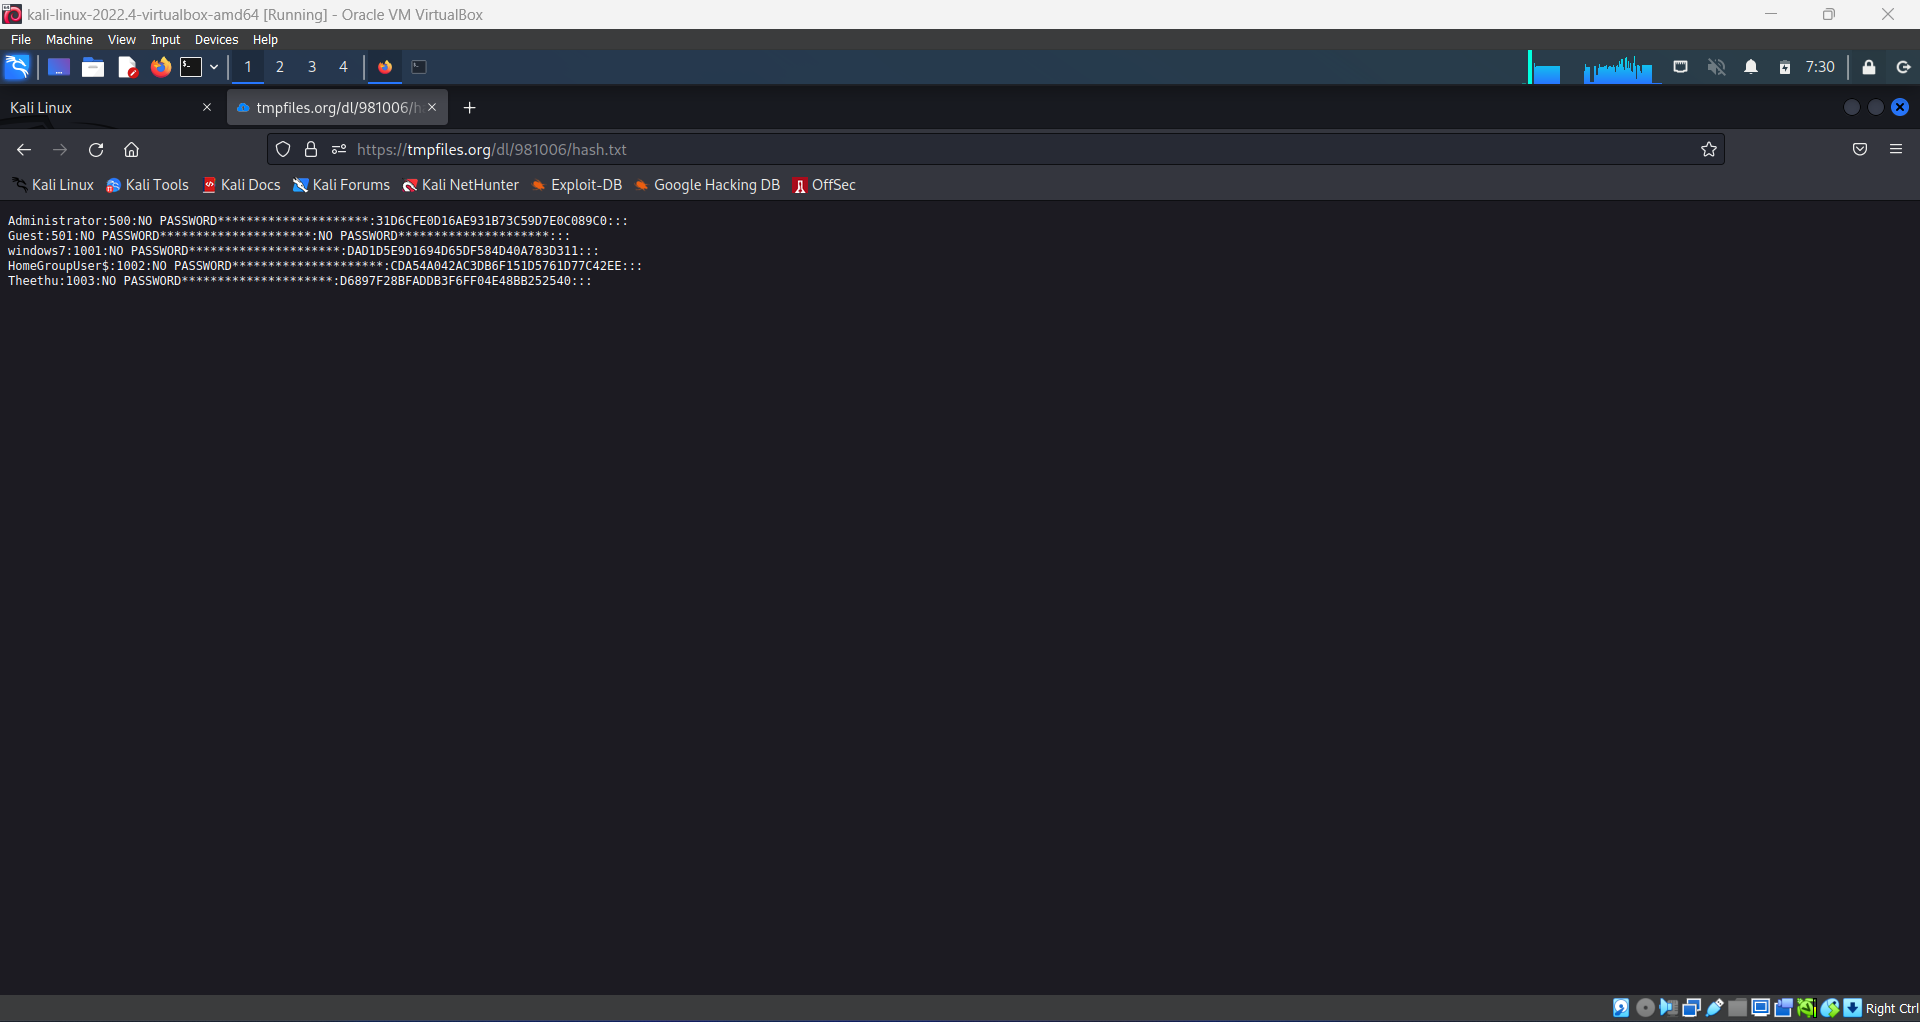 kali-linux-2022.4-virtualbox-amd64 [Running] - Oracle VM VirtualBox
File Machine View Input Devices Help
1 2 3 4 7:30
Kali Linux tmpfiles.org/dl/981006/h
https://tmpfiles.org/dl/981006/hash.txt
Kali Linux Kali Tools Kali Docs Kali Forums Kali NetHunter Exploit-DB Google Hacking DB OffSec
Administrator:500:NO PASSWORD*********************:31D6CFE0D16AE931B73C59D7E0C089C0:::
Guest:501:NO PASSWORD*********************:NO PASSWORD*********************:::
windows7:1001:NO PASSWORD*********************:DAD1D5E9D1694D65DF584D40A783D311:::
HomeGroupUser$:1002:NO PASSWORD*********************:CDA54A042AC3DB6F151D5761D77C42EE:::
Theethu:1003:NO PASSWORD*********************:D6897F28BFADDB3F6FF04E48BB252540:::
Right Ctrl